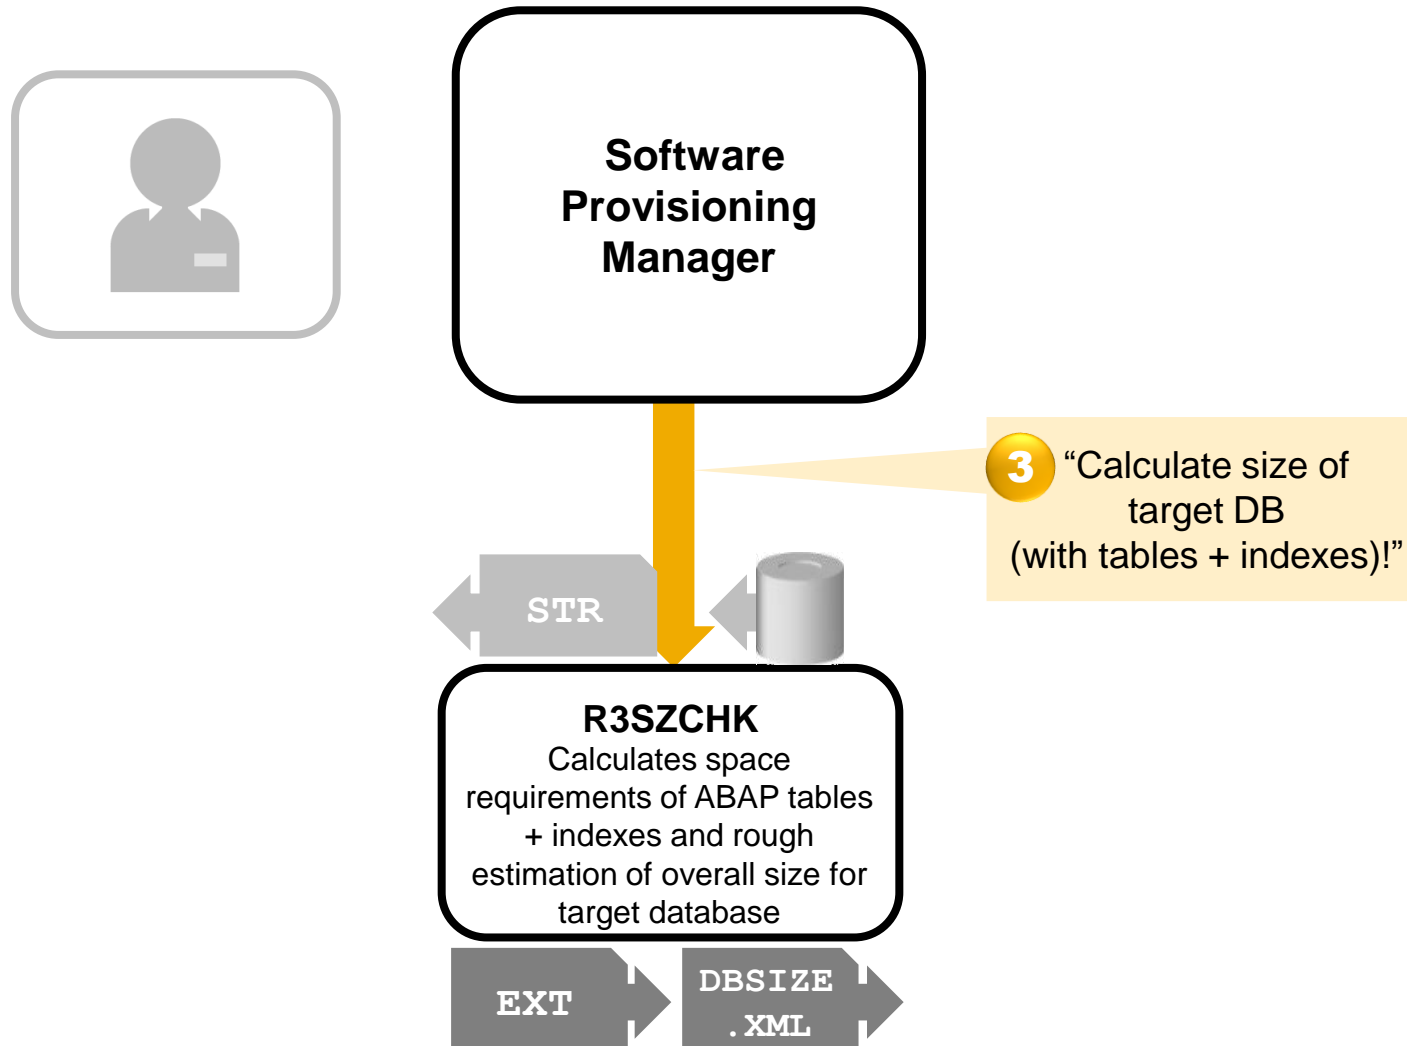 Software
Provisioning
Manager
3
“Calculate size of
target DB
(with tables + indexes)!”
STR
R3SZCHK
Calculates space
requirements of ABAP tables
+ indexes and rough
estimation of overall size for
target database
EXT
DBSIZE
.XML